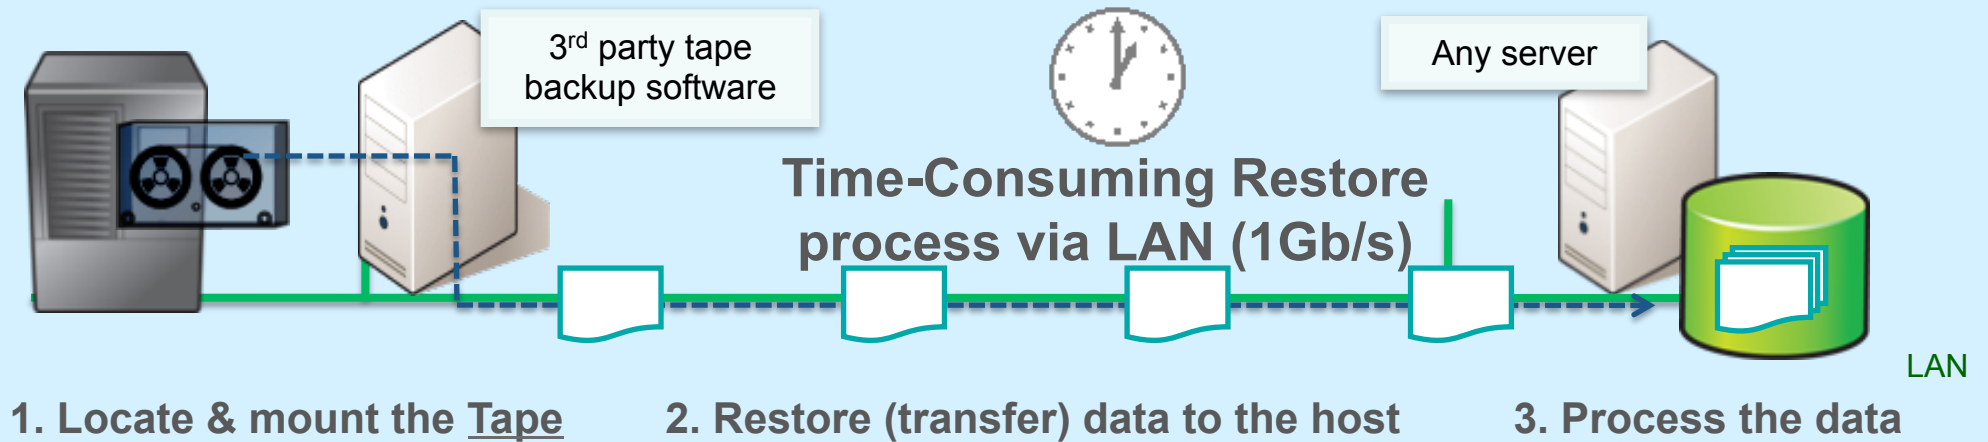 3rd party tape
backup software
Any server
Time-Consuming Restore
process via LAN (1Gb/s)
LAN
1. Locate & mount the Tape
2. Restore (transfer) data to the host
3. Process the data